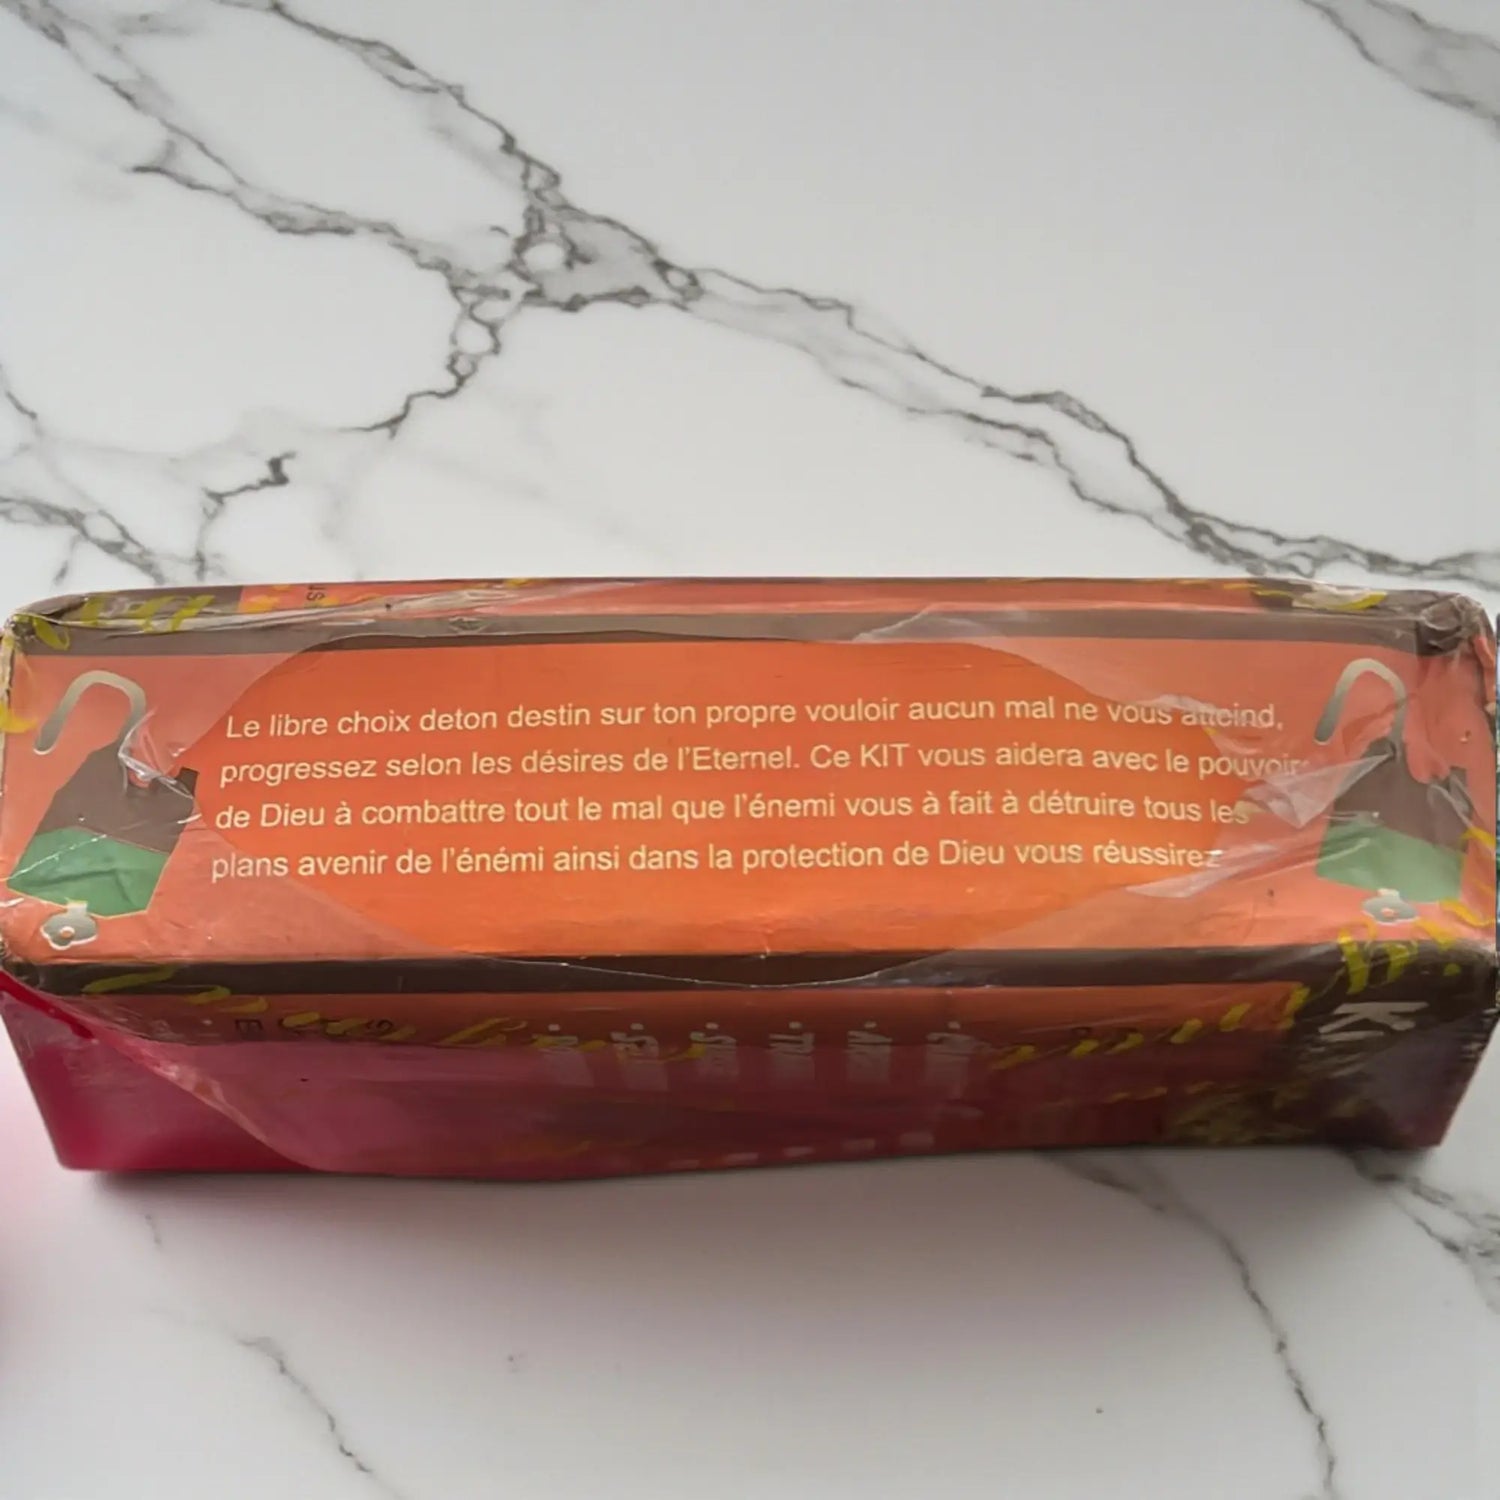 Le libre choix deton destin sur ton propre vouloir aucun mal ne vous atteind,
progressez selon les désires de l'Eternel. Ce KIT vous aidera avec le pouvoir
de Dieu à combattre tout le mal que l'énemi vous à fait à détruire tous les
plans avenir de l'énémi ainsi dans la protection de Dieu vous réussirez